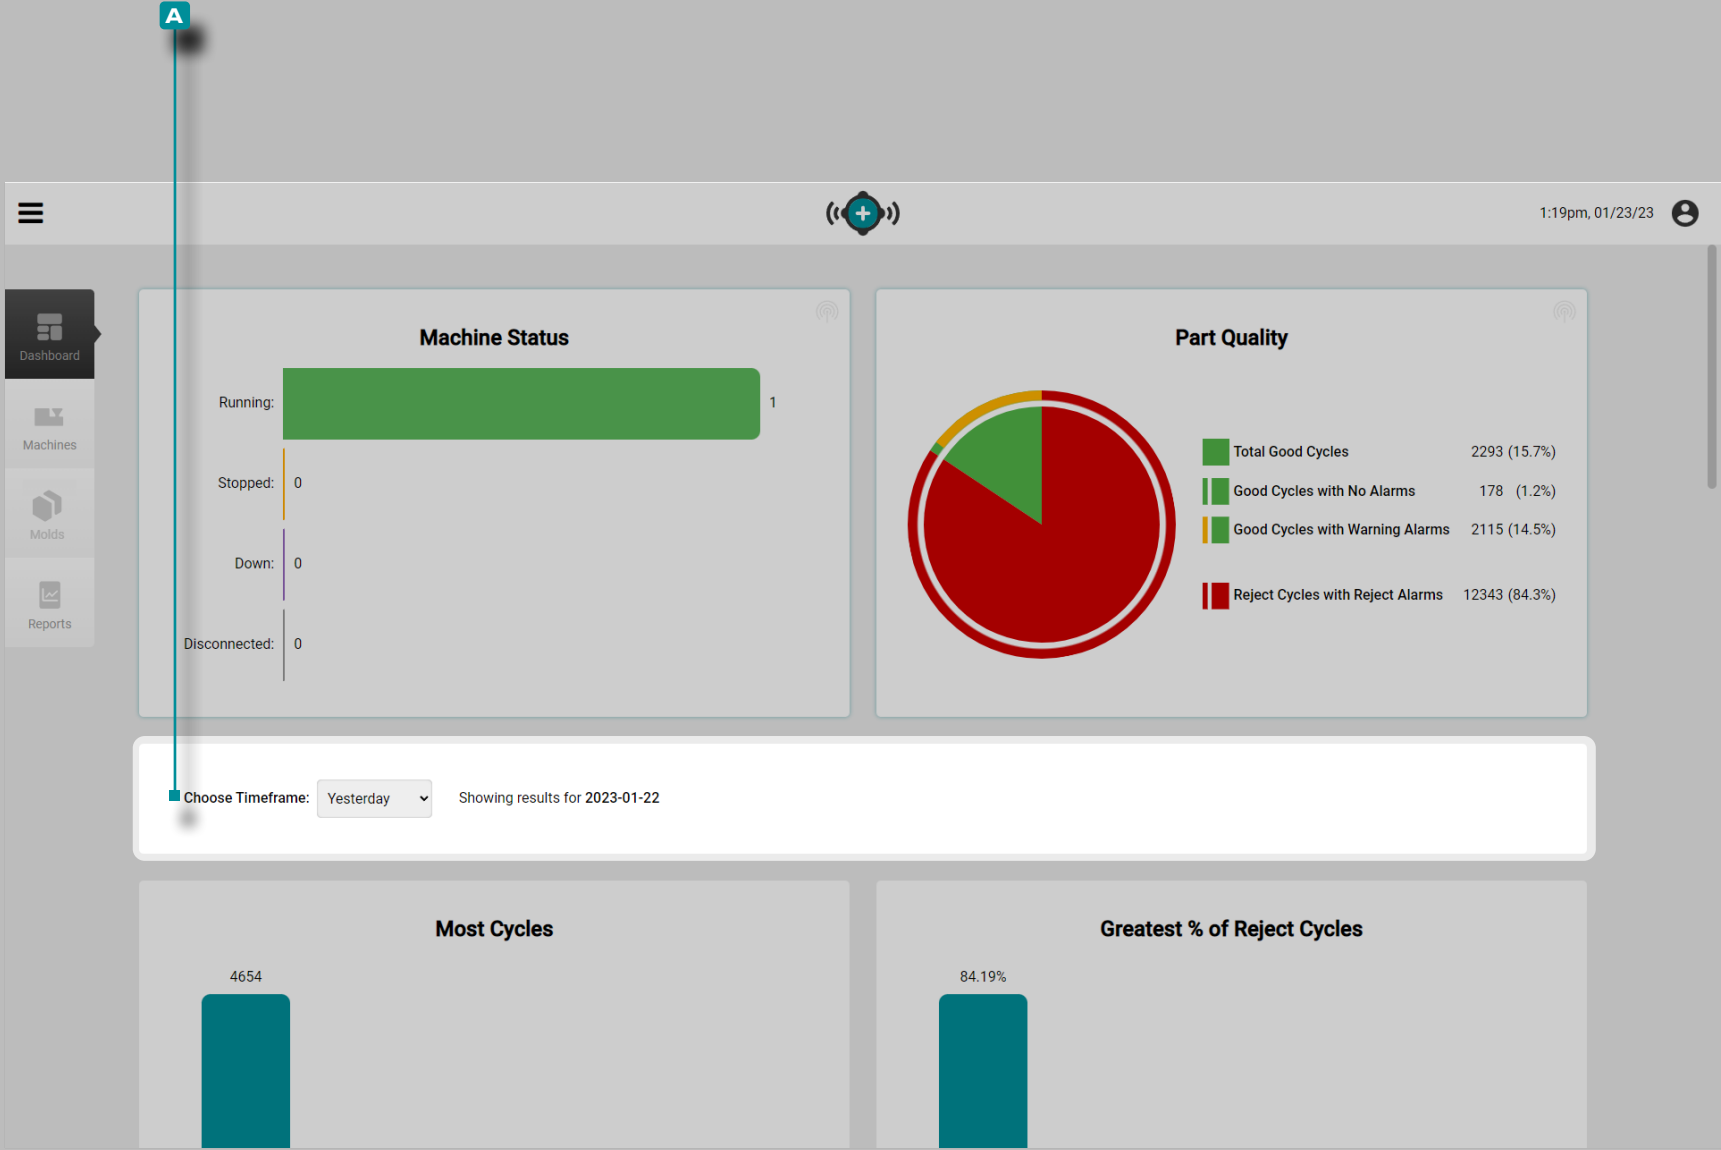 A
1:19pm, 01/23/23
Dashboard
Machines
Molds
Reports
Machine Status
Running: 1
Stopped: 0
Down: 0
Disconnected: 0
Part Quality
Total Good Cycles 2293 (15.7%)
Good Cycles with No Alarms 178 (1.2%)
Good Cycles with Warning Alarms 2115 (14.5%)
Reject Cycles with Reject Alarms 12343 (84.3%)
Choose Timeframe: Yesterday Showing results for 2023-01-22
Most Cycles
4654
Greatest % of Reject Cycles
84.19%